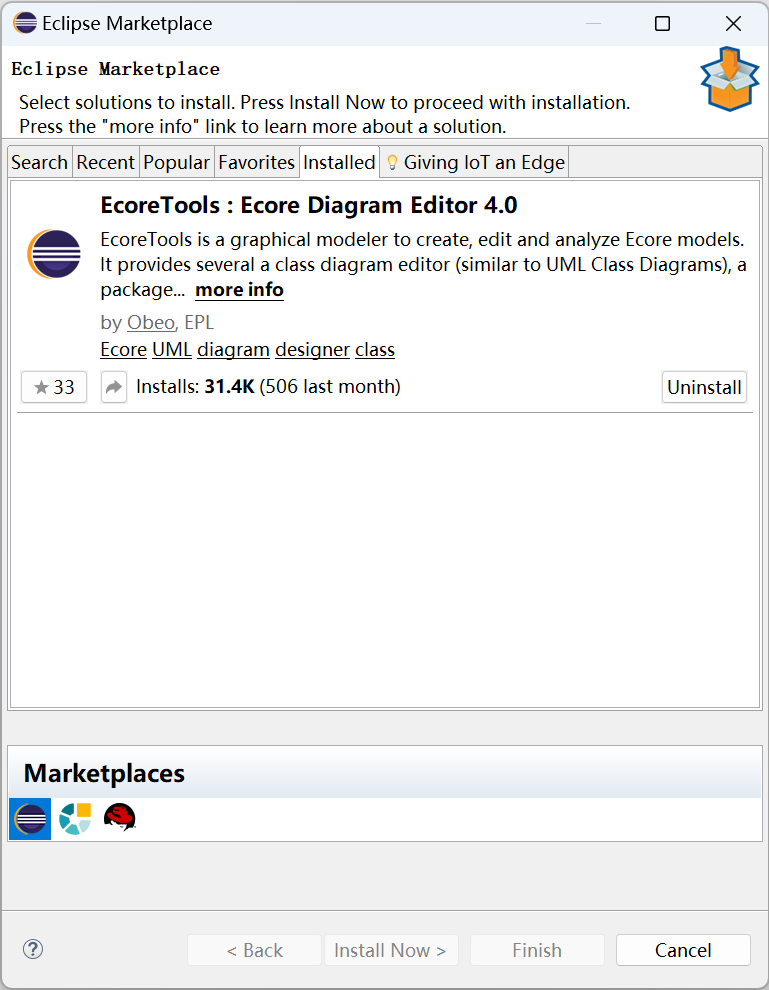 Eclipse Marketplace
Eclipse Marketplace
Select solutions to install. Press Install Now to proceed with installation.
Press the "more info" link to learn more about a solution.
Search Recent Popular Favorites Installed Giving IoT an Edge
EcoreTools : Ecore Diagram Editor 4.0
EcoreTools is a graphical modeler to create, edit and analyze Ecore models.
It provides several a class diagram editor (similar to UML Class Diagrams), a
package... more info
by Obeo, EPL
Ecore UML diagram designer class
33 Installs: 31.4K (506 last month) Uninstall
Marketplaces
? < Back Install Now > Finish Cancel